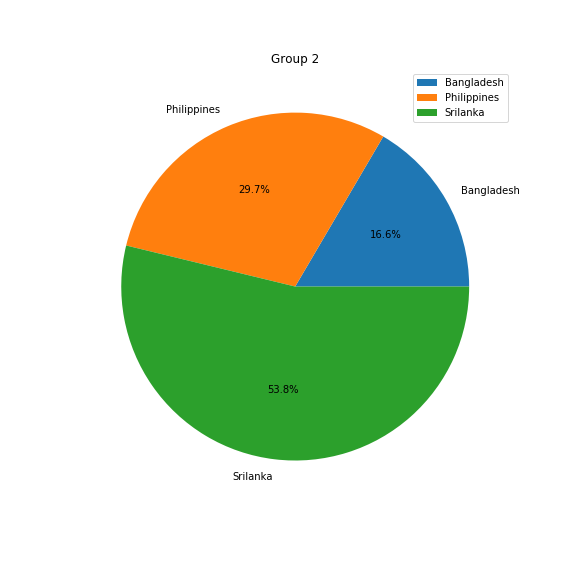 Group 2
Bangladesh
Philippines
Srilanka
Philippines
Bangladesh
29.7%
16.6%
53.8%
Srilanka